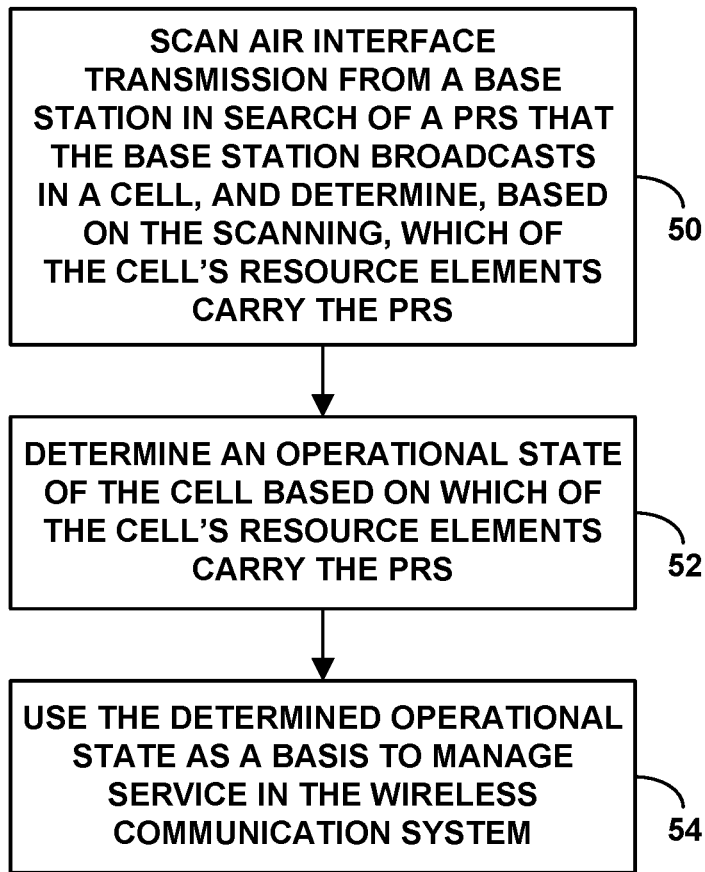 SCAN AIR INTERFACE
TRANSMISSION FROM A BASE
STATION IN SEARCH OF A PRS THAT
THE BASE STATION BROADCASTS
IN A CELL, AND DETERMINE, BASED
ON THE SCANNING, WHICH OF
THE CELL'S RESOURCE ELEMENTS
CARRY THE PRS
50
DETERMINE AN OPERATIONAL STATE
OF THE CELL BASED ON WHICH OF
THE CELL'S RESOURCE ELEMENTS
CARRY THE PRS
52
USE THE DETERMINED OPERATIONAL
STATE AS A BASIS TO MANAGE
SERVICE IN THE WIRELESS
COMMUNICATION SYSTEM
54